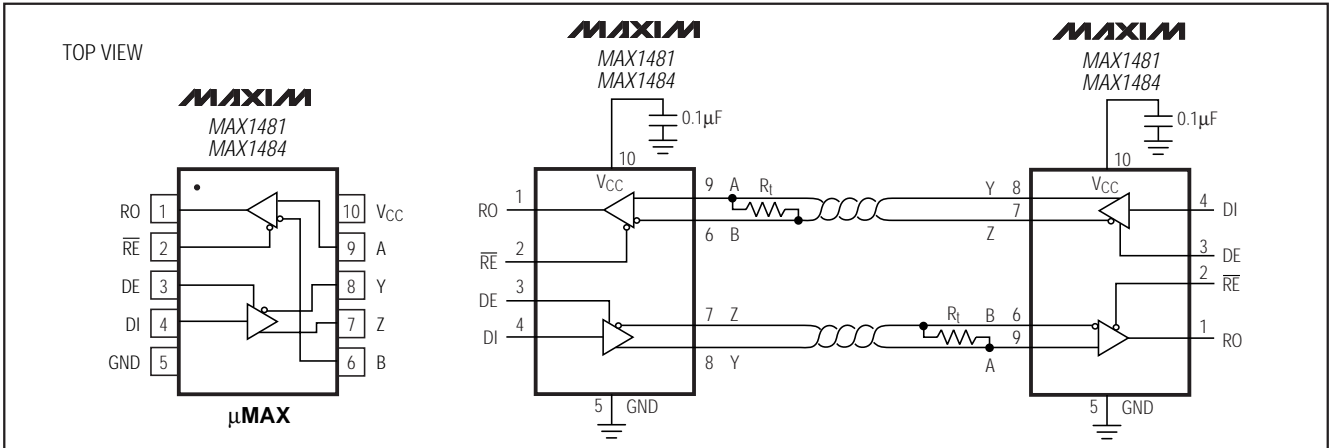 TOP VIEW
MAXIM
MAX1481
MAX1484
RO 1
RE 2
DE 3
DI 4
GND 5
10 VCC
9 A
8 Y
7 Z
6 B
µMAX
MAXIM
MAX1481
MAX1484
0.1µF
10
VCC
RO 1
RE 2
DE 3
DI 4
9 A Rt
6 B
7 Z
8 Y
5 GND
MAXIM
MAX1481
MAX1484
0.1µF
10
VCC
Y 8
Z 7
4 DI
3 DE
2 RE
1 RO
Rt B 6
A 9
5 GND